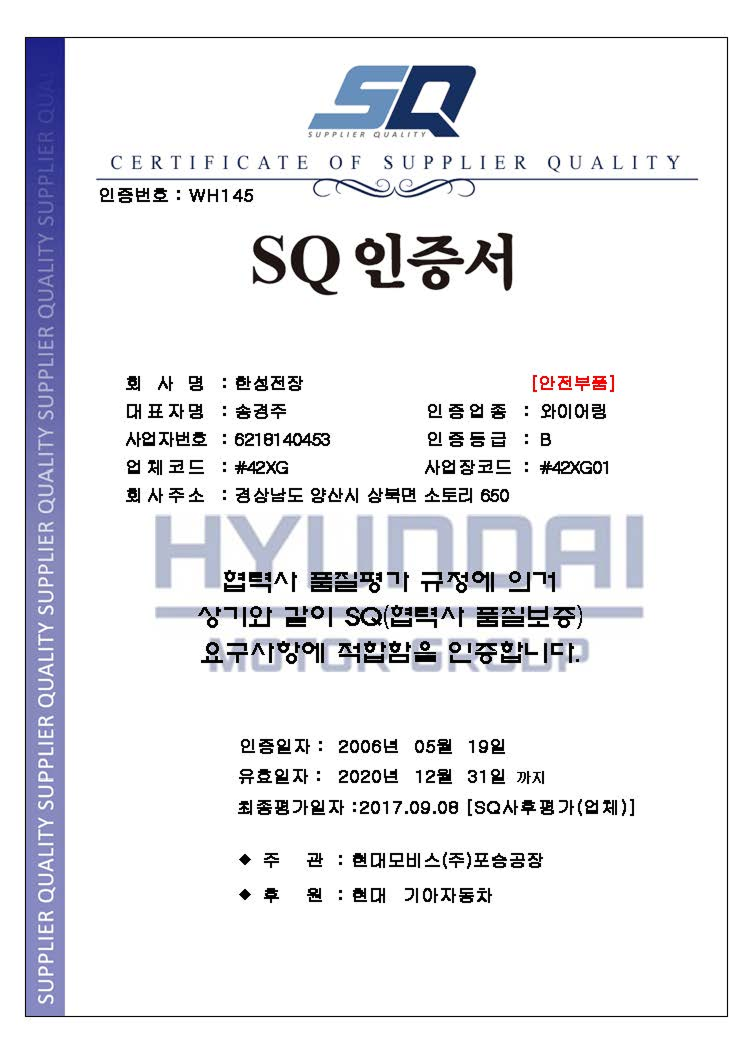 SQ
SUPPLIER QUALITY
CERTIFICATE OF SUPPLIER QUALITY
인증번호 : WH145
SQ 인증서
회 사 명 : 한성전장 [안전부품]
대표자명 : 송경주 인증업종 : 와이어링
사업자번호 : 6218140453 인증등급 : B
업체코드 : #42XG 사업장코드 : #42XG01
회사주소 : 경상남도 양산시 상북면 소토리 650
HYUNDAI
협력사 품질평가 규정에 의거
상기와 같이 SQ(협력사 품질보증)
MOTOR GROUP
요구사항에 적합함을 인증합니다.
인증일자 : 2006년 05월 19일
유효일자 : 2020년 12월 31일 까지
최종평가일자 :2017.09.08 [SQ사후평가(업체)]
◆ 주 관 : 현대모비스(주)포승공장
◆ 후 원 : 현대 기아자동차
SUPPLIER QUALITY SUPPLIER QUALITY SUPPLIER QUALITY SUPPLIER QUALITY SUPPLIER QUALITY SUPPLIER QUAL